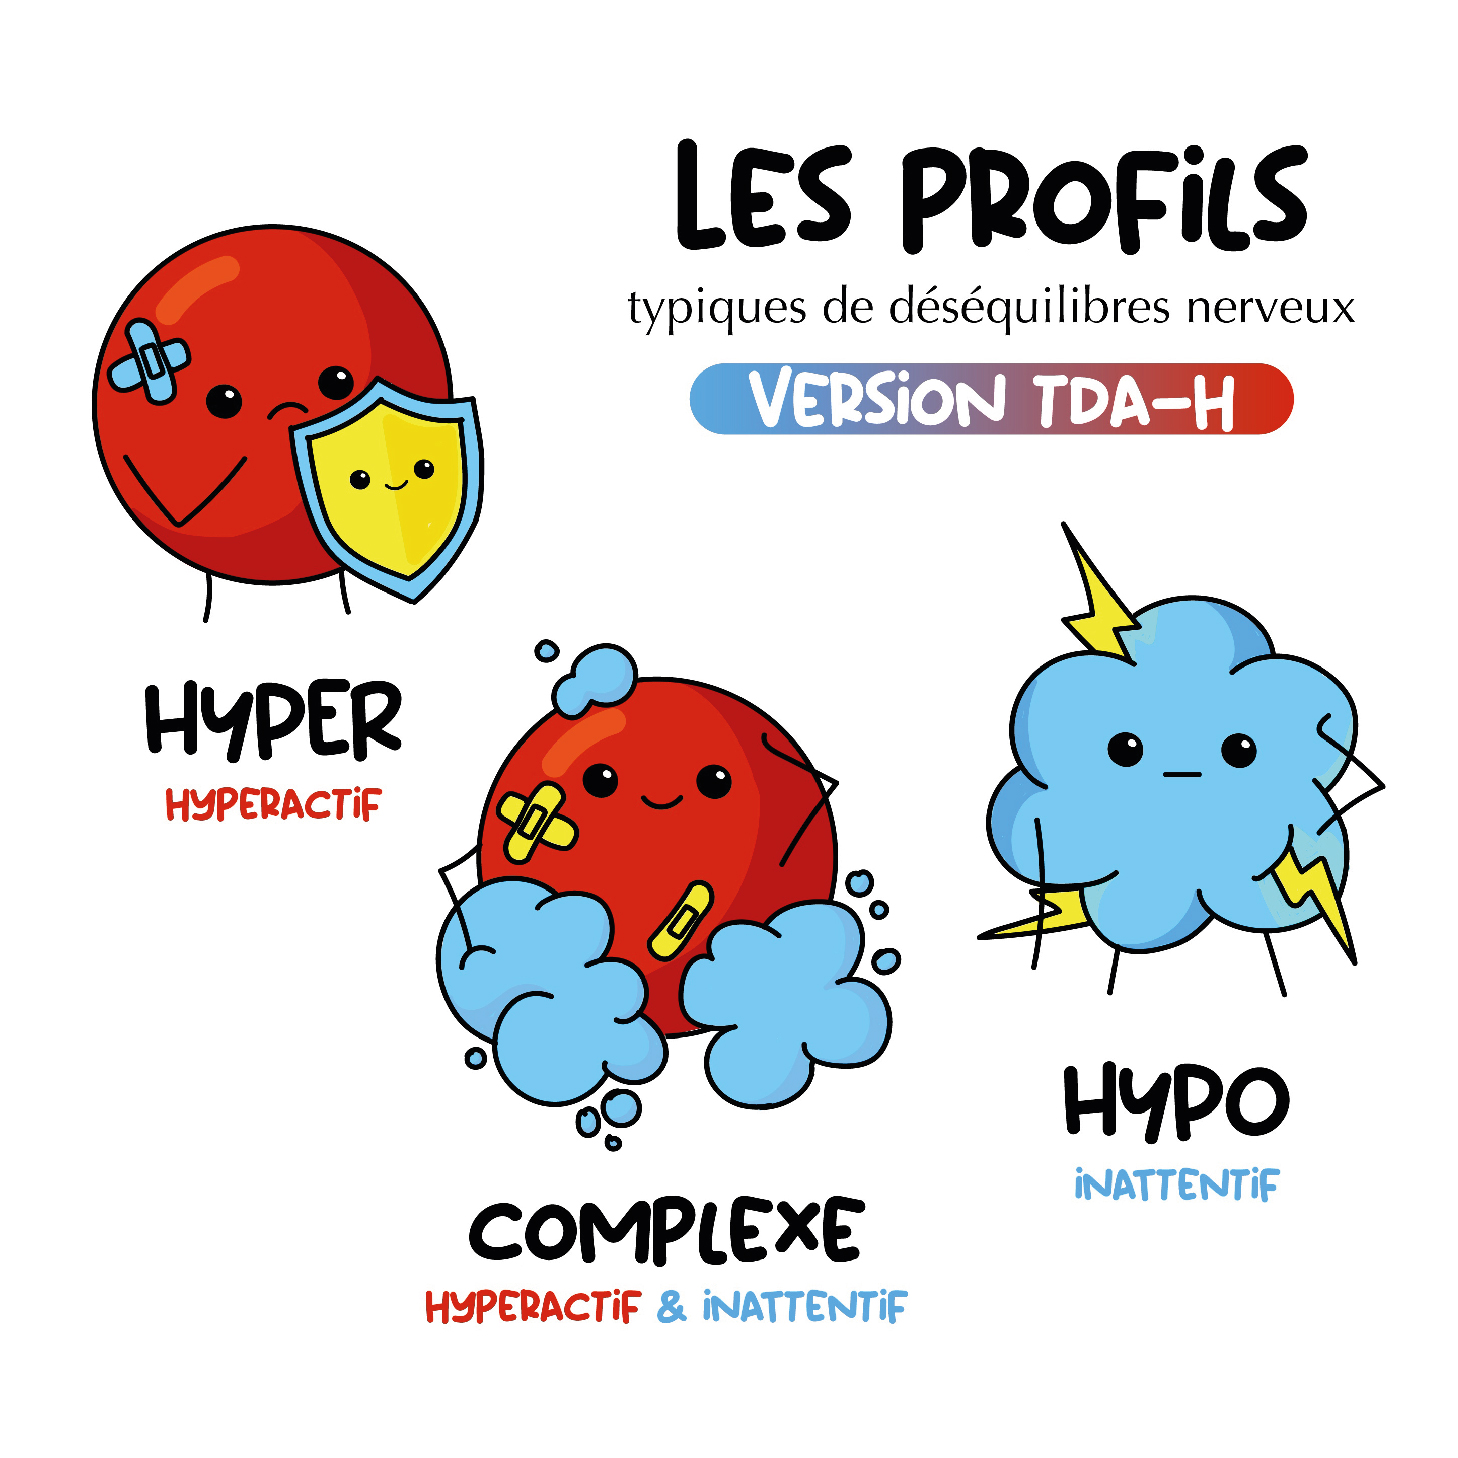 LES PROFiLS
typiques de déséquilibres nerveux
VERSiON TDA-H
HYPER
HYPERACTiF
HYPO
iNATTENTiF
COMPLEXE
HYPERACTiF & iNATTENTiF